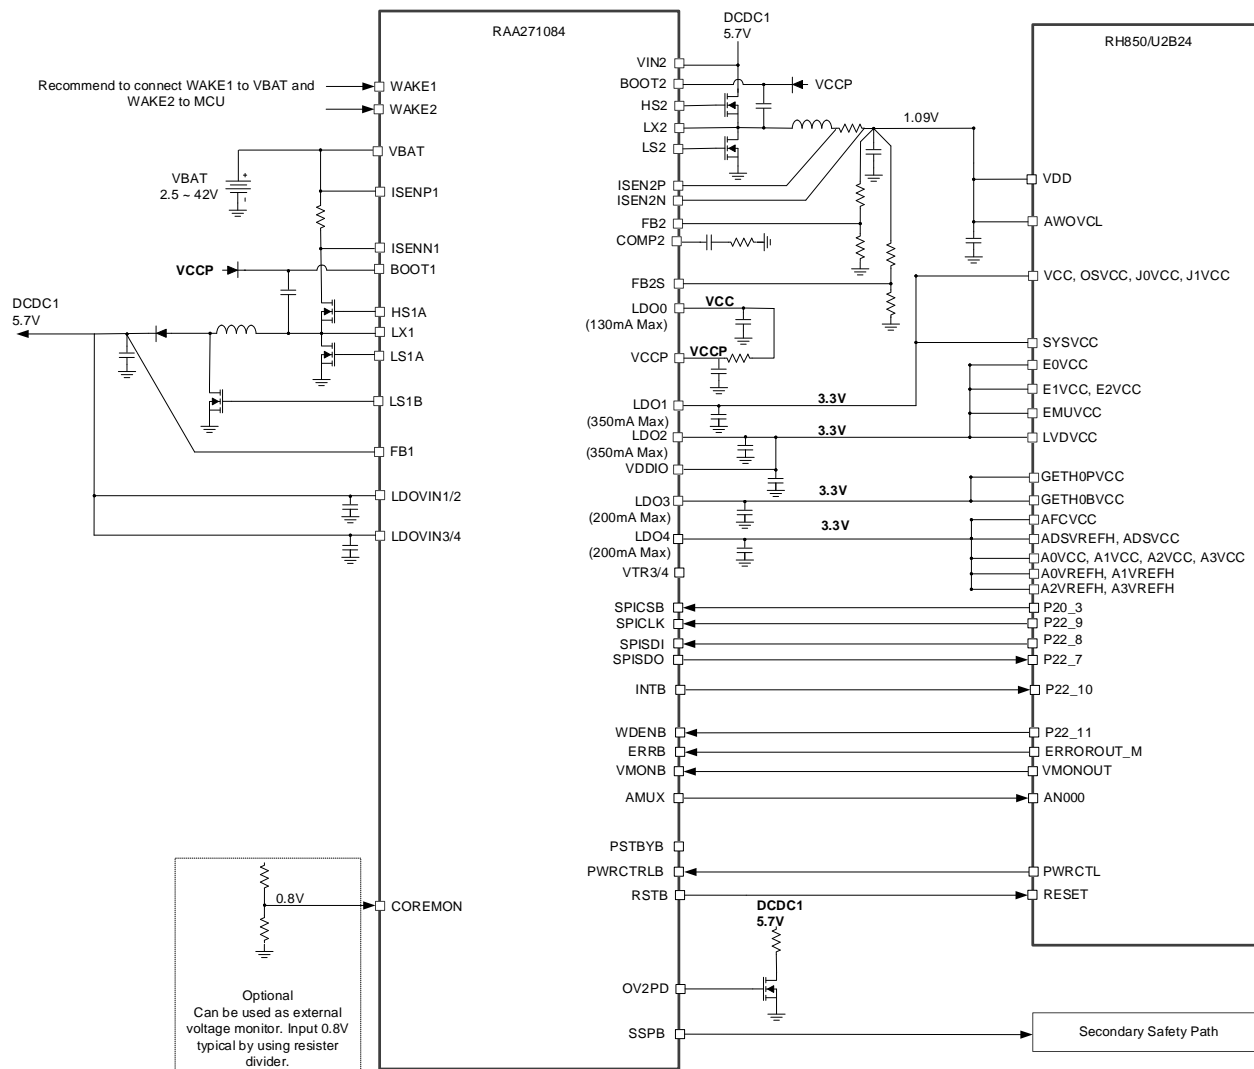 RAA271084
RH850/U2B24
DCDC1
5.7V
Recommend to connect WAKE1 to VBAT and
WAKE2 to MCU
WAKE1
WAKE2
VBAT
VBAT
2.5 ~ 42V
+
-
ISENP1
ISENN1
VCCP
BOOT1
DCDC1
5.7V
HS1A
LX1
LS1A
LS1B
FB1
LDOVIN1/2
LDOVIN3/4
0.8V
COREMON
Optional
Can be used as external
voltage monitor. Input 0.8V
typical by using resister
divider.
VIN2
BOOT2
VCCP
HS2
LX2
1.09V
LS2
ISEN2P
ISEN2N
FB2
COMP2
FB2S
LDO0
(130mA Max)
VCC
VCCP
VCCP
LDO1
(350mA Max)
3.3V
LDO2
(350mA Max)
3.3V
VDDIO
LDO3
(200mA Max)
3.3V
LDO4
(200mA Max)
3.3V
VTR3/4
SPICSB
SPICLK
SPISDI
SPISDO
INTB
WDENB
ERRB
VMONB
AMUX
PSTBYB
PWRCTRLB
RSTB
DCDC1
5.7V
OV2PD
SSPB
VDD
AWOVCL
VCC, OSVCC, J0VCC, J1VCC
SYSVCC
E0VCC
E1VCC, E2VCC
EMUVCC
LVDVCC
GETH0PVCC
GETH0BVCC
AFCVCC
ADSVREFH, ADSVCC
A0VCC, A1VCC, A2VCC, A3VCC
A0VREFH, A1VREFH
A2VREFH, A3VREFH
P20_3
P22_9
P22_8
P22_7
P22_10
P22_11
ERROROUT_M
VMONOUT
AN000
PWRCTL
RESET
Secondary Safety Path